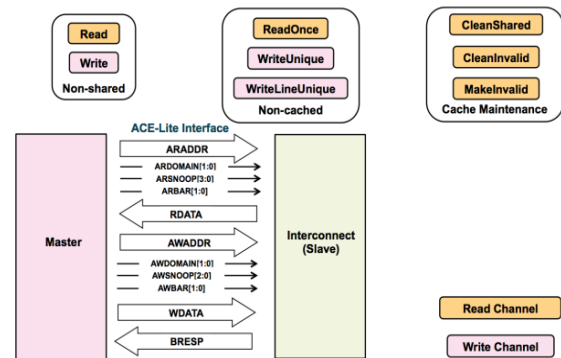 Read
Write
Non-shared
ReadOnce
WriteUnique
WriteLineUnique
Non-cached
CleanShared
CleanInvalid
MakeInvalid
Cache Maintenance
ACE-Lite Interface
Master
ARADDR
ARDOMAIN[1:0]
ARSNOOP[3:0]
ARBAR[1:0]
RDATA
AWADDR
AWDOMAIN[1:0]
AWSNOOP[2:0]
AWBAR[1:0]
WDATA
BRESP
Interconnect
(Slave)
Read Channel
Write Channel